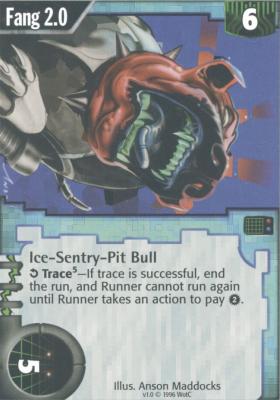 Fang 2.0
6
Ice-Sentry-Pit Bull
Trace5–If trace is successful, end
the run, and Runner cannot run again
until Runner takes an action to pay 2.
5
Illus. Anson Maddocks
v1.0 © 1996 WotC